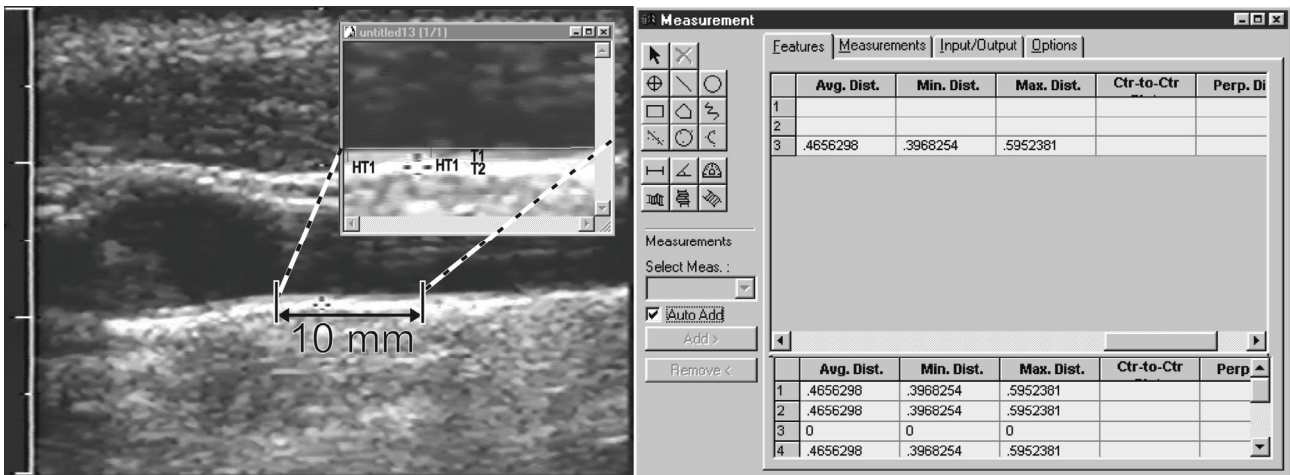 untitled13 (1/1)
HT1 HT1 T1
T2
10 mm
Measurement
Features Measurements Input/Output Options
Avg. Dist. Min. Dist. Max. Dist. Ctr-to-Ctr Perp. Di
1
2
3 .4656298 .3968254 .5952381
Measurements
Select Meas. :
Auto Add
Add >
Remove <
Avg. Dist. Min. Dist. Max. Dist. Ctr-to-Ctr Perp
1 .4656298 .3968254 .5952381
2 .4656298 .3968254 .5952381
3 0 0 0
4 .4656298 .3968254 .5952381